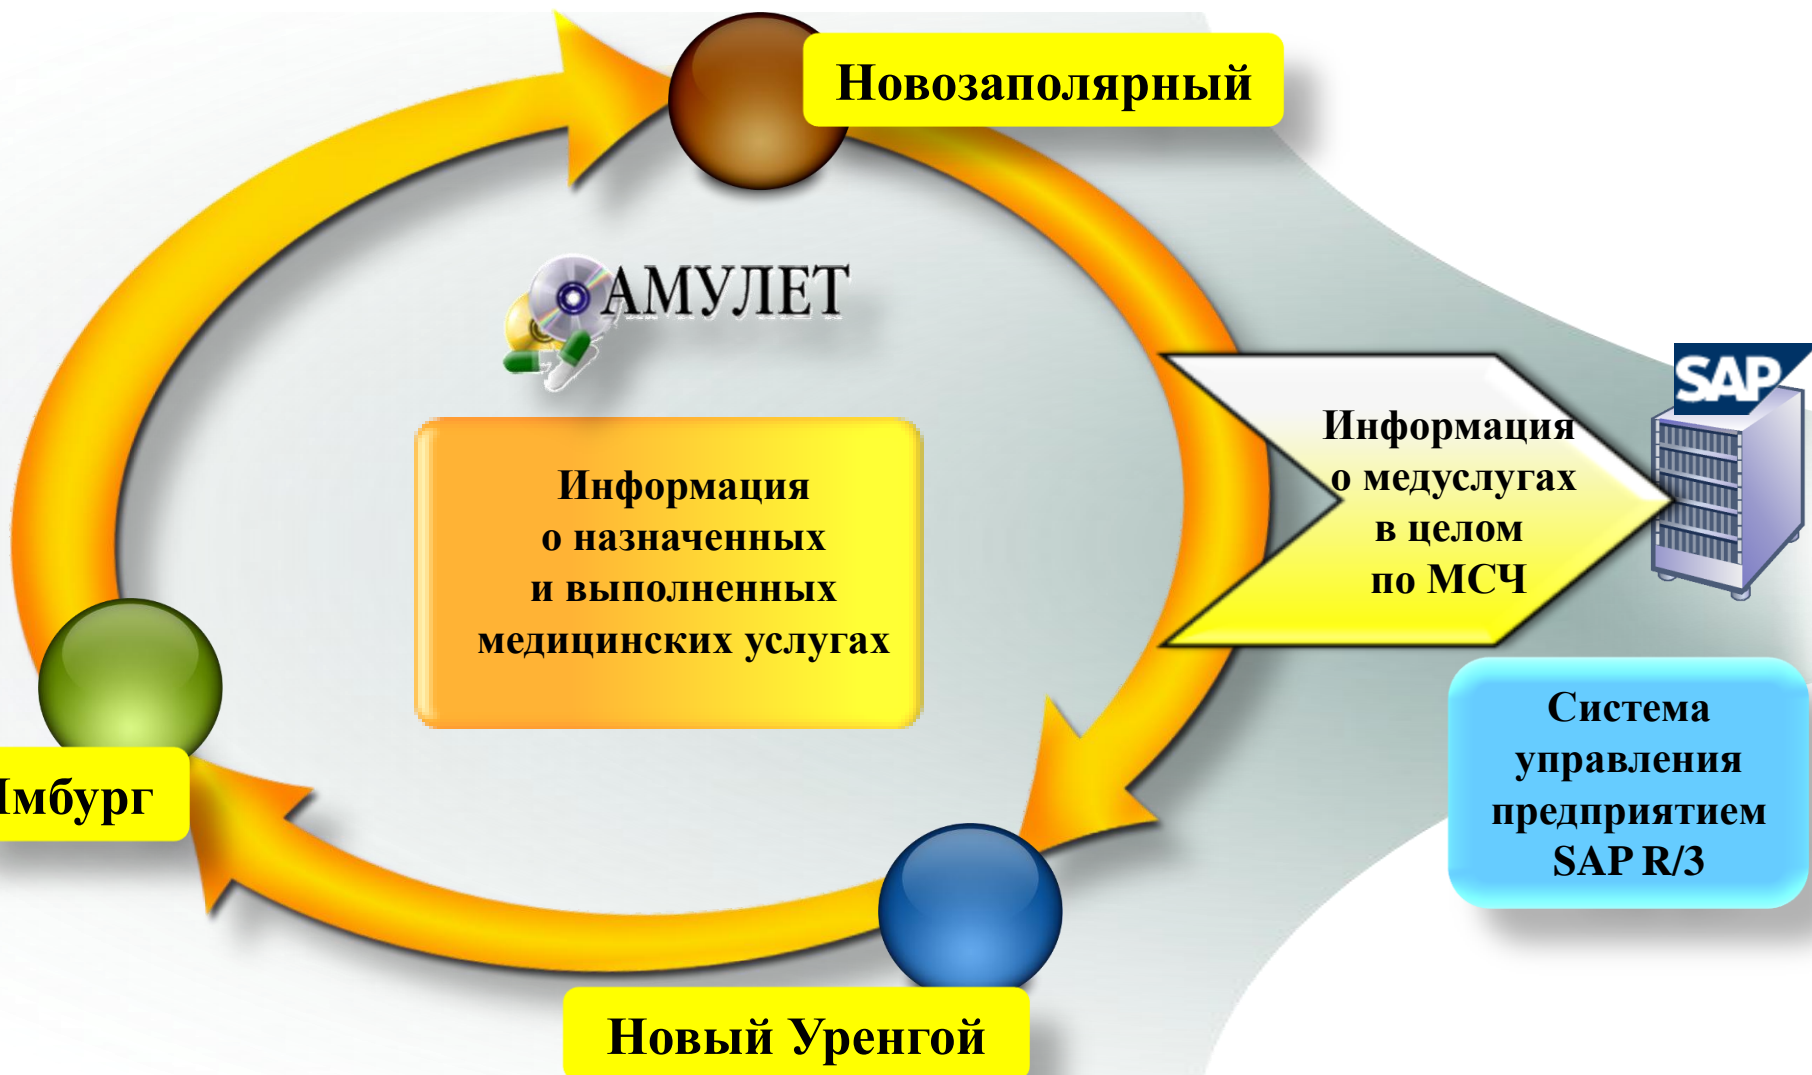 Новозаполярный
АМУЛЕТ
SAP
Информация
о медуслугах
в целом
по МСЧ
Информация
о назначенных
и выполненных
медицинских услугах
Система
управления
предприятием
SAP R/3
Ямбург
Новый Уренгой